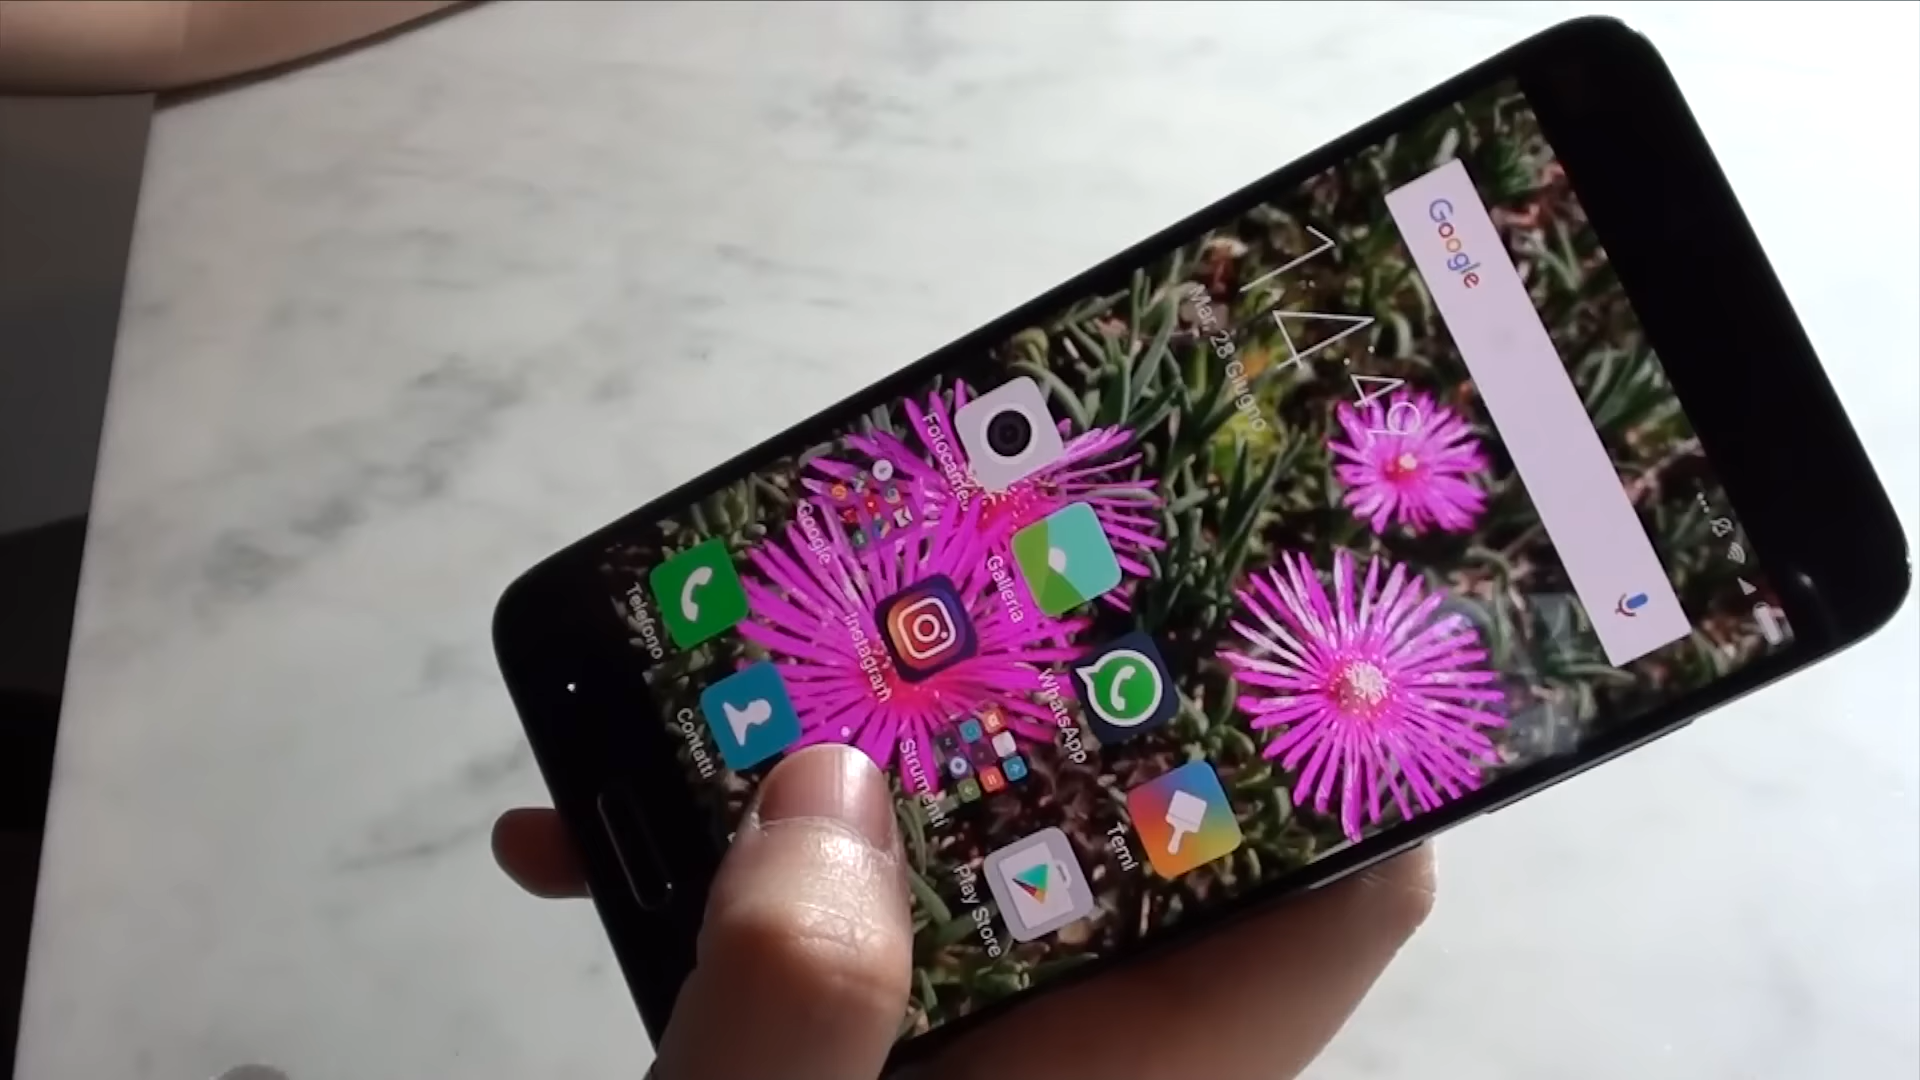 Google
14:49
Mar. 28 Giugno
Fotocamera
Galleria
WhatsApp
Temi
Google
Instagram
Strumenti
Play Store
Telefono
Contatti